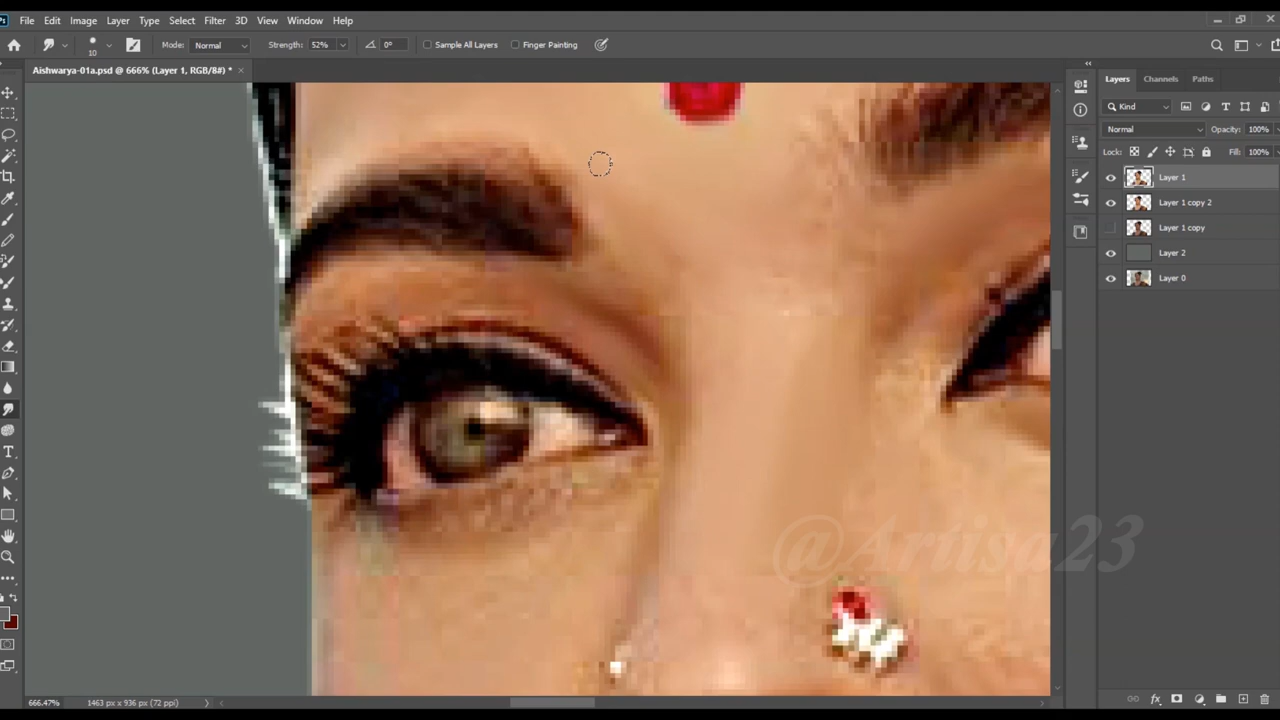 Ps File Edit Image Layer Type Select Filter 3D View Window Help
10 Mode: Normal Strength: 52% 0° Sample All Layers Finger Painting
Aishwarya-01a.psd @ 666% (Layer 1, RGB/8#) *
Layers Channels Paths
Kind
Normal Opacity: 100%
Lock: Fill: 100%
Layer 1
Layer 1 copy 2
Layer 1 copy
Layer 2
Layer 0
@Artisa23
666.47% 1463 px x 936 px (72 ppi)